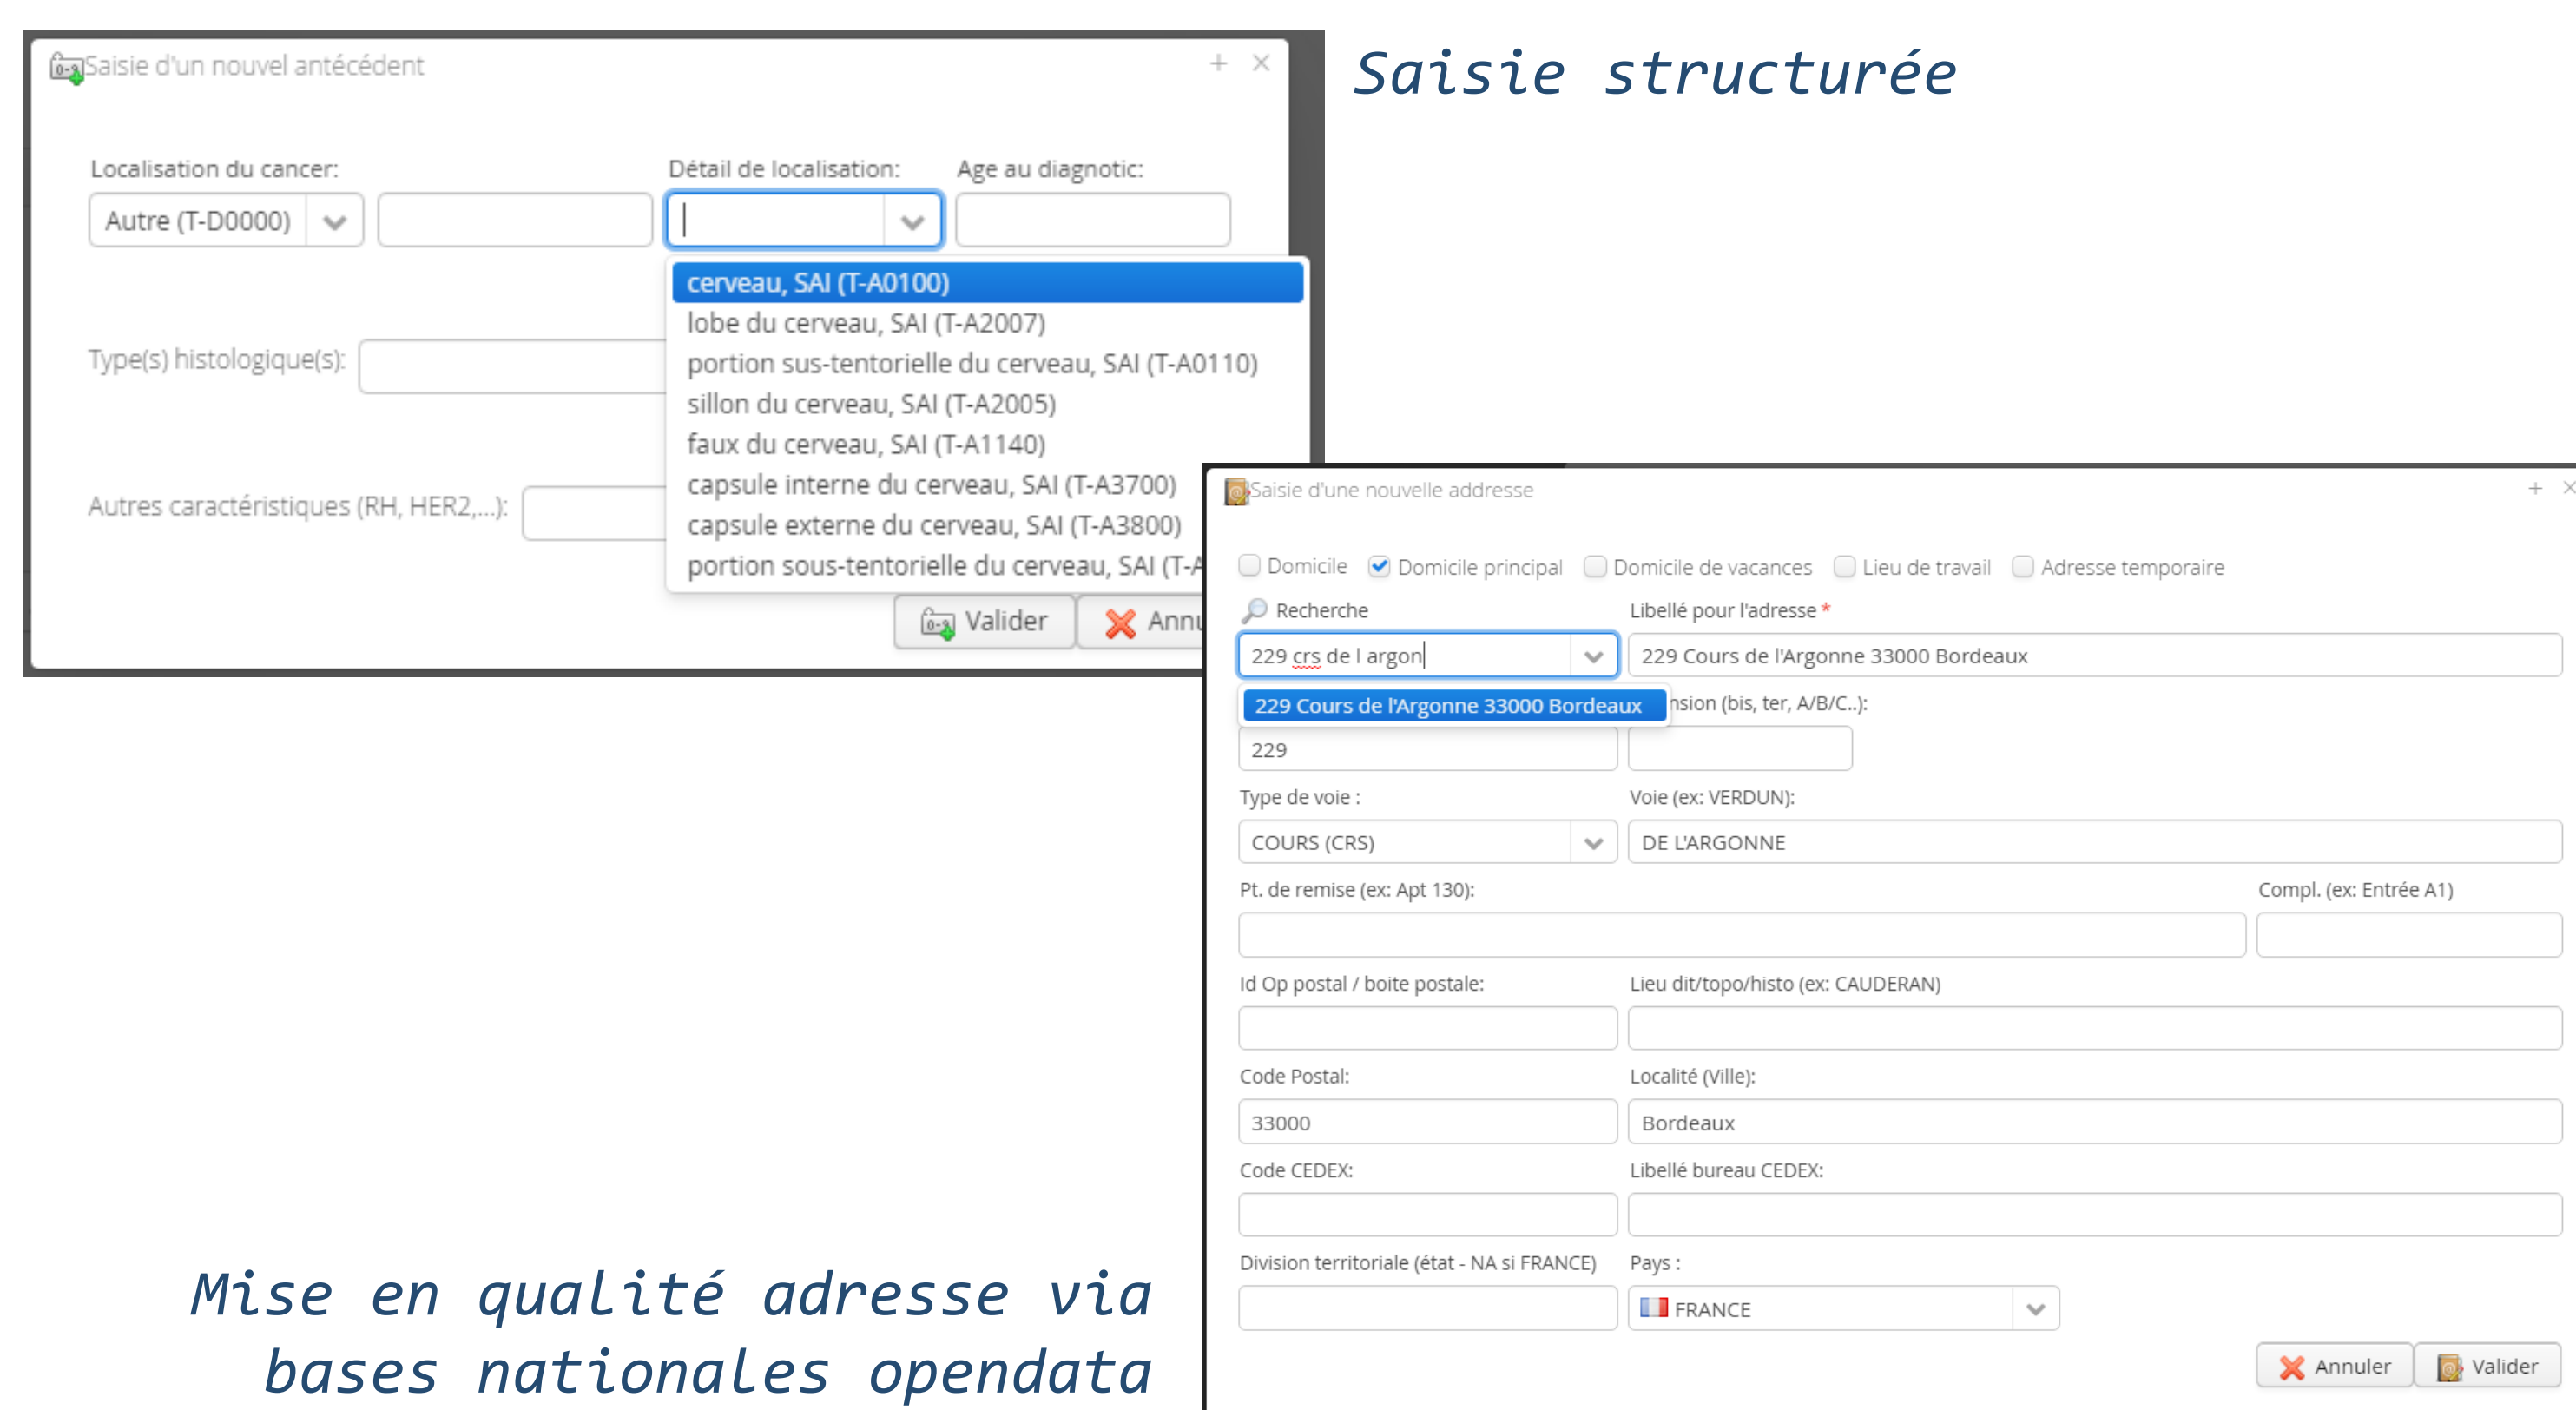 Saisie d'un nouvel antécédent
Saisie structurée
Localisation du cancer: Détail de localisation: Age au diagnotic:
Autre (T-D0000)
cerveau, SAI (T-A0100)
lobe du cerveau, SAI (T-A2007)
portion sus-tentorielle du cerveau, SAI (T-A0110)
sillon du cerveau, SAI (T-A2005)
faux du cerveau, SAI (T-A1140)
capsule interne du cerveau, SAI (T-A3700)
capsule externe du cerveau, SAI (T-A3800)
portion sous-tentorielle du cerveau, SAI (T-A
Type(s) histologique(s):
Autres caractéristiques (RH, HER2,...):
Valider Annu
Saisie d'une nouvelle addresse
Domicile Domicile principal Domicile de vacances Lieu de travail Adresse temporaire
Recherche Libellé pour l'adresse *
229 crs de l argon 229 Cours de l'Argonne 33000 Bordeaux
229 Cours de l'Argonne 33000 Bordeaux nsion (bis, ter, A/B/C..):
229
Type de voie : Voie (ex: VERDUN):
COURS (CRS) DE L'ARGONNE
Pt. de remise (ex: Apt 130): Compl. (ex: Entrée A1)
Id Op postal / boite postale: Lieu dit/topo/histo (ex: CAUDERAN)
Code Postal: Localité (Ville):
33000 Bordeaux
Code CEDEX: Libellé bureau CEDEX:
Division territoriale (état - NA si FRANCE) Pays :
FRANCE
Annuler Valider
Mise en qualité adresse via
bases nationales opendata